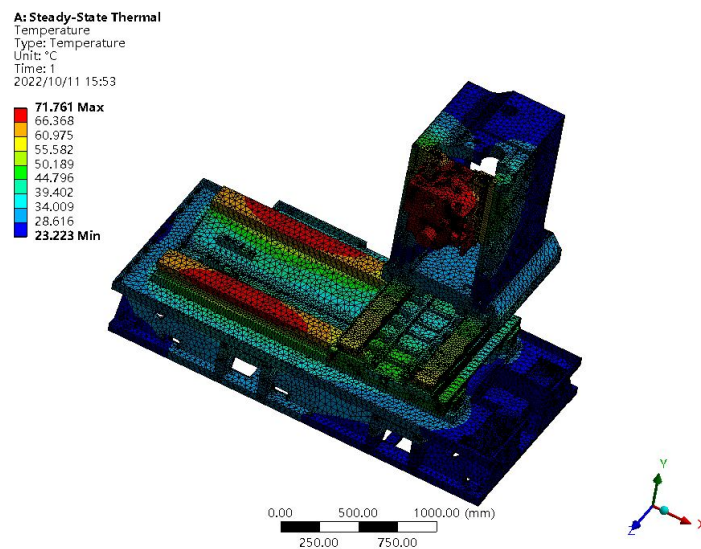 A: Steady-State Thermal
Temperature
Type: Temperature
Unit: °C
Time: 1
2022/10/11 15:53
71.761 Max
66.368
60.975
55.582
50.189
44.796
39.402
34.009
28.616
23.223 Min
0.00 500.00 1000.00 (mm)
250.00 750.00
Y
X
Z